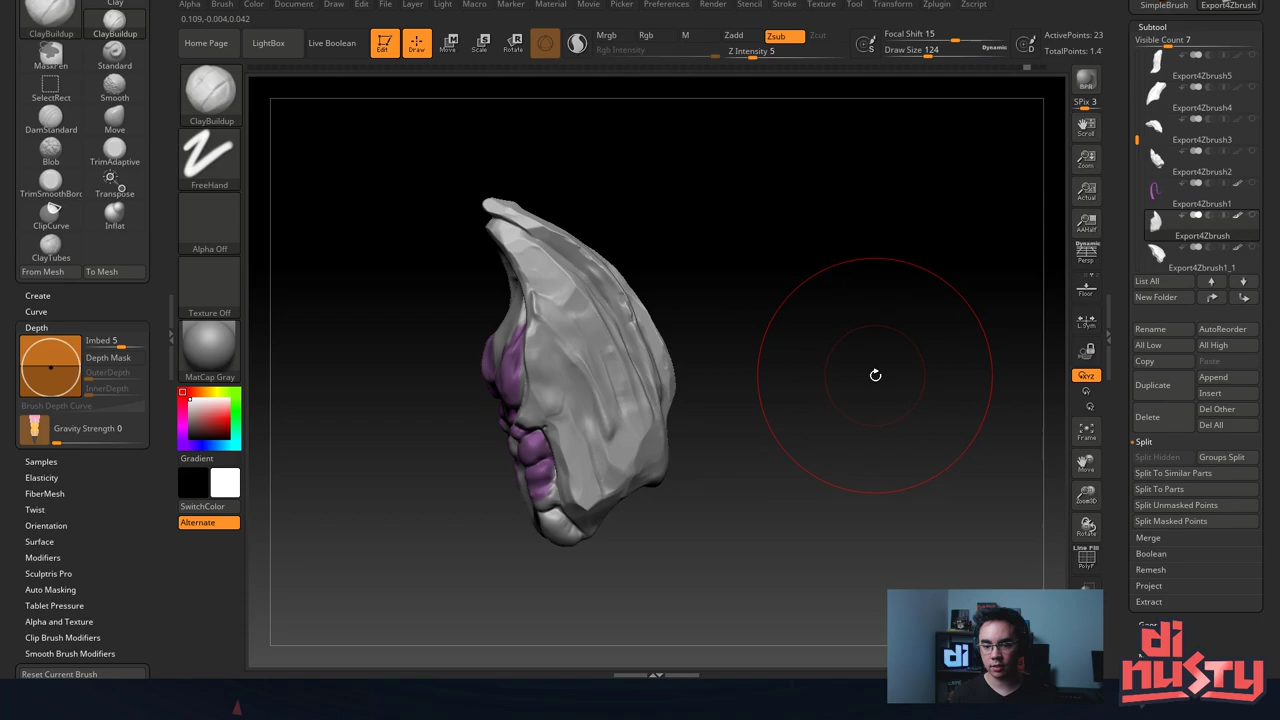 Alpha Brush Color Document Draw Edit File Layer Light Macro Marker Material Movie Picker Preferences Render Stencil Stroke Texture Tool Transform Zplugin Zscript
0.109,-0.004,0.042
Clay
ClayBuildup
ClayBuildup
MaskPen
Standard
SelectRect
Smooth
DamStandard
Move
Blob
TrimAdaptive
TrimSmoothBorc
Transpose
ClipCurve
Inflat
ClayTubes
From Mesh
To Mesh
Create
Curve
Depth
Imbed 5
Depth Mask
OuterDepth
InnerDepth
Brush Depth Curve
Gravity Strength 0
Samples
Elasticity
FiberMesh
Twist
Orientation
Surface
Modifiers
Sculptris Pro
Auto Masking
Tablet Pressure
Alpha and Texture
Clip Brush Modifiers
Smooth Brush Modifiers
Reset Current Brush
Home Page
LightBox
Live Boolean
Edit
Draw
Move
Scale
Rotate
Mrgb
Rgb
M
Rgb Intensity
Zadd
Zsub
Zcut
Z Intensity 5
S
Focal Shift 15
Draw Size 124
Dynamic
D
ActivePoints: 23
TotalPoints: 1.4
ClayBuildup
FreeHand
Alpha Off
Texture Off
MatCap Gray
Gradient
SwitchColor
Alternate
BPR
SPix 3
Scroll
Zoom
Actual
AAHalf
Dynamic
Persp
Floor
L.Sym
XYZ
Frame
Move
Zoom3D
Rotate
Line Fill
PolyF
SimpleBrush
Export4Zbrush
Subtool
Visible Count 7
Export4Zbrush5
Export4Zbrush4
Export4Zbrush3
Export4Zbrush2
Export4Zbrush1
Export4Zbrush
Export4Zbrush1_1
List All
New Folder
Rename
AutoReorder
All Low
All High
Copy
Paste
Duplicate
Append
Insert
Delete
Del Other
Del All
Split
Split Hidden
Groups Split
Split To Similar Parts
Split To Parts
Split Unmasked Points
Split Masked Points
Merge
Boolean
Remesh
Project
Extract
di
di
nusty